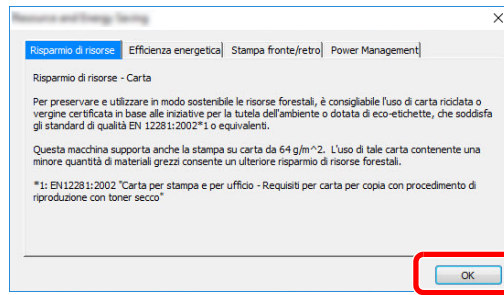 Risparmio di risorse Efficienza energetica Stampa fronte/retro Power Management
Risparmio di risorse - Carta
Per preservare e utilizzare in modo sostenibile le risorse forestali, è consigliabile l'uso di carta riciclata o
vergine certificata in base alle iniziative per la tutela dell'ambiente o dotata di eco-etichette, che soddisfa
gli standard di qualità EN 12281:2002*1 o equivalenti.
Questa macchina supporta anche la stampa su carta da 64 g/m^2. L'uso di tale carta contenente una
minore quantità di materiali grezzi consente un ulteriore risparmio di risorse forestali.
*1: EN12281:2002 "Carta per stampa e per ufficio - Requisiti per carta per copia con procedimento di
riproduzione con toner secco"
OK